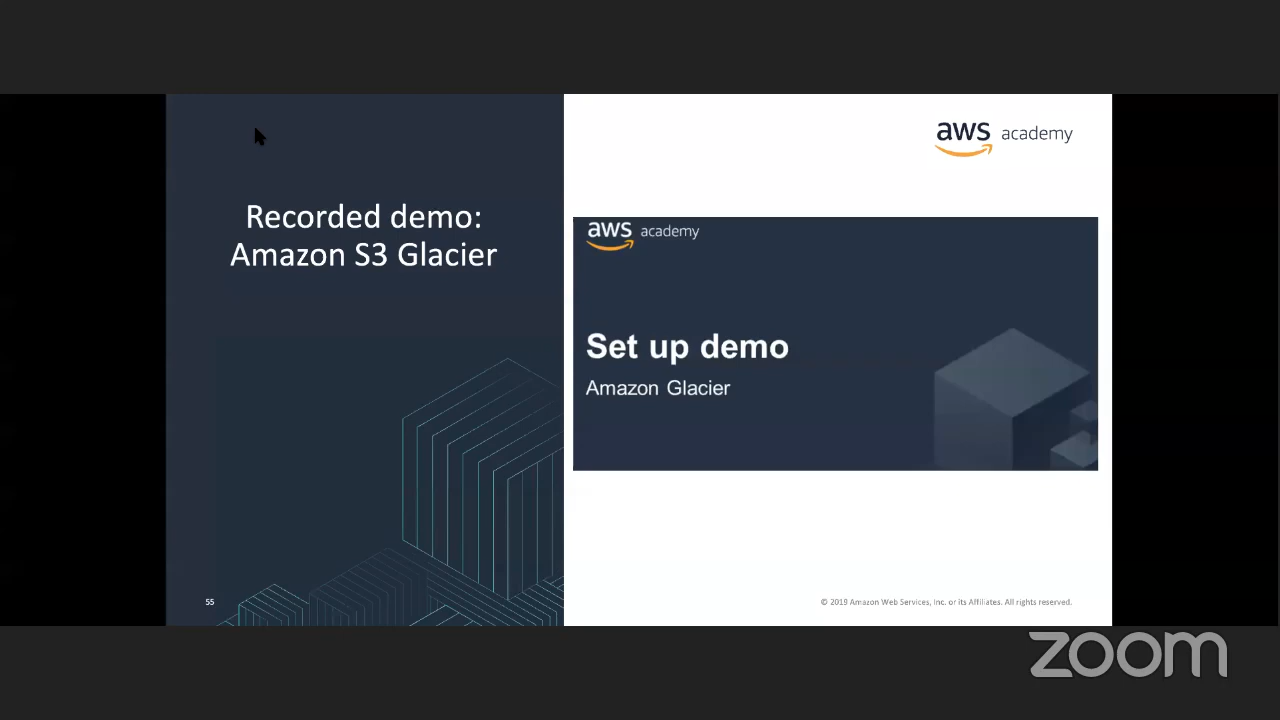 Recorded demo:
Amazon S3 Glacier
55
aws academy
aws academy
Set up demo
Amazon Glacier
© 2019 Amazon Web Services, Inc. or its Affiliates. All rights reserved.
zoom